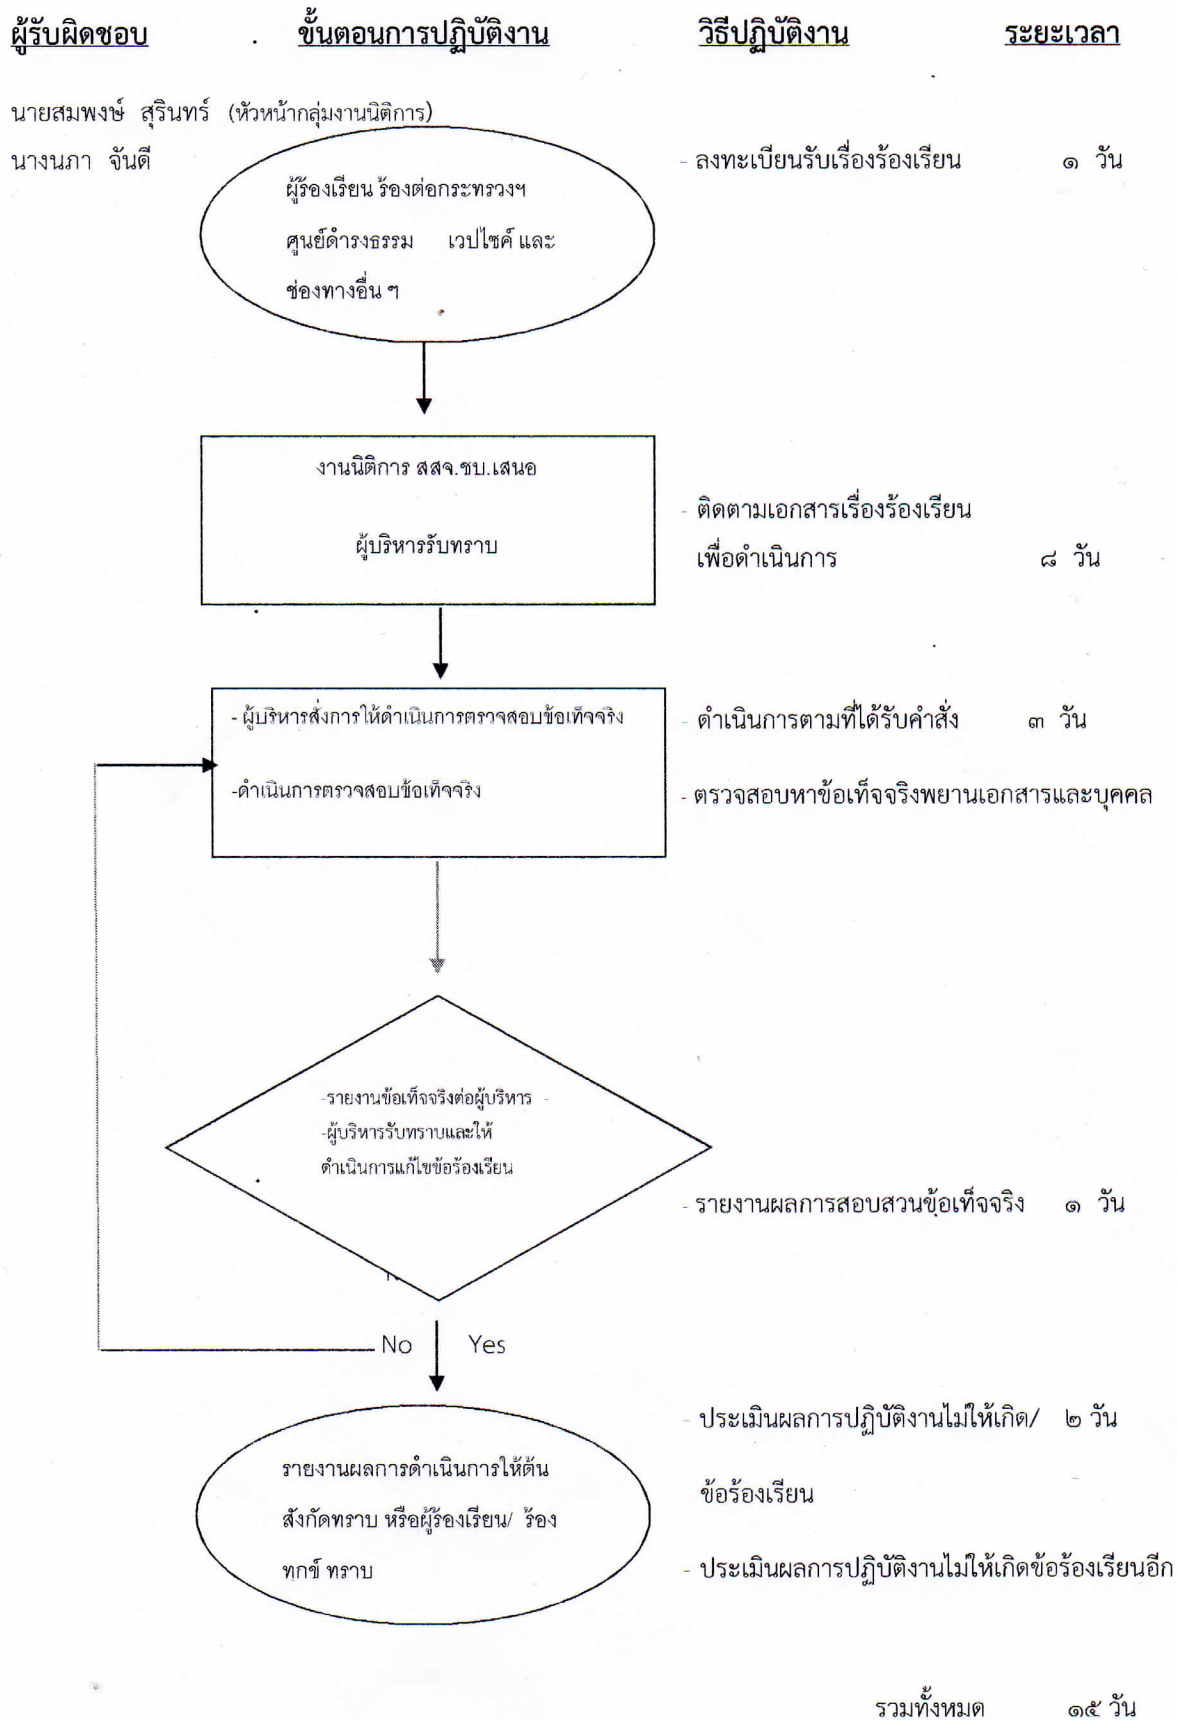 ผู้รับผิดชอบ ขั้นตอนการปฏิบัติงาน วิธีปฏิบัติงาน ระยะเวลา
นายสมพงษ์ สุรินทร์ (หัวหน้ากลุ่มงานนิติการ)
นางนภา จันดี
- ลงทะเบียนรับเรื่องร้องเรียน ๑ วัน
ผู้ร้องเรียน ร้องต่อกระทรวงฯ
ศูนย์ดำรงธรรม เวปไซค์ และ
ช่องทางอื่น ๆ
งานนิติการ สสจ.ชบ.เสนอ
ผู้บริหารรับทราบ
- ติดตามเอกสารเรื่องร้องเรียน
เพื่อดำเนินการ ๘ วัน
- ผู้บริหารสั่งการให้ดำเนินการตรวจสอบข้อเท็จจริง
-ดำเนินการตรวจสอบข้อเท็จจริง
- ดำเนินการตามที่ได้รับคำสั่ง ๓ วัน
- ตรวจสอบหาข้อเท็จจริงพยานเอกสารและบุคคล
-รายงานข้อเท็จจริงต่อผู้บริหาร -
-ผู้บริหารรับทราบและให้
ดำเนินการแก้ไขข้อร้องเรียน
- รายงานผลการสอบสวนข้อเท็จจริง ๑ วัน
No Yes
รายงานผลการดำเนินการให้ต้น
สังกัดทราบ หรือผู้ร้องเรียน/ ร้อง
ทุกข์ ทราบ
- ประเมินผลการปฏิบัติงานไม่ให้เกิด/ ๒ วัน
ข้อร้องเรียน
- ประเมินผลการปฏิบัติงานไม่ให้เกิดข้อร้องเรียนอีก
รวมทั้งหมด ๑๕ วัน